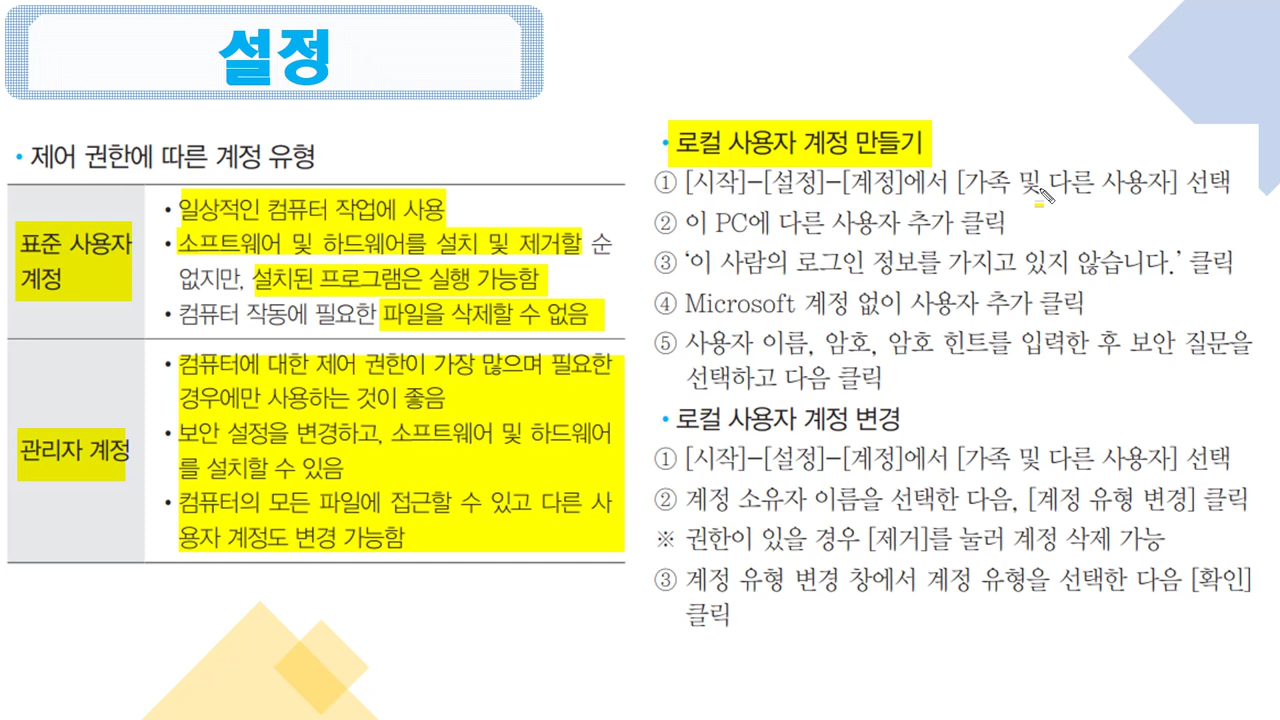 설정
• 제어 권한에 따른 계정 유형
표준 사용자
계정
• 일상적인 컴퓨터 작업에 사용
• 소프트웨어 및 하드웨어를 설치 및 제거할 순
없지만, 설치된 프로그램은 실행 가능함
• 컴퓨터 작동에 필요한 파일을 삭제할 수 없음
관리자 계정
• 컴퓨터에 대한 제어 권한이 가장 많으며 필요한
경우에만 사용하는 것이 좋음
• 보안 설정을 변경하고, 소프트웨어 및 하드웨어
를 설치할 수 있음
• 컴퓨터의 모든 파일에 접근할 수 있고 다른 사
용자 계정도 변경 가능함
• 로컬 사용자 계정 만들기
① [시작]-[설정]-[계정]에서 [가족 및 다른 사용자] 선택
② 이 PC에 다른 사용자 추가 클릭
③ ‘이 사람의 로그인 정보를 가지고 있지 않습니다.’ 클릭
④ Microsoft 계정 없이 사용자 추가 클릭
⑤ 사용자 이름, 암호, 암호 힌트를 입력한 후 보안 질문을
선택하고 다음 클릭
• 로컬 사용자 계정 변경
① [시작]-[설정]-[계정]에서 [가족 및 다른 사용자] 선택
② 계정 소유자 이름을 선택한 다음, [계정 유형 변경] 클릭
※ 권한이 있을 경우 [제거]를 눌러 계정 삭제 가능
③ 계정 유형 변경 창에서 계정 유형을 선택한 다음 [확인]
클릭